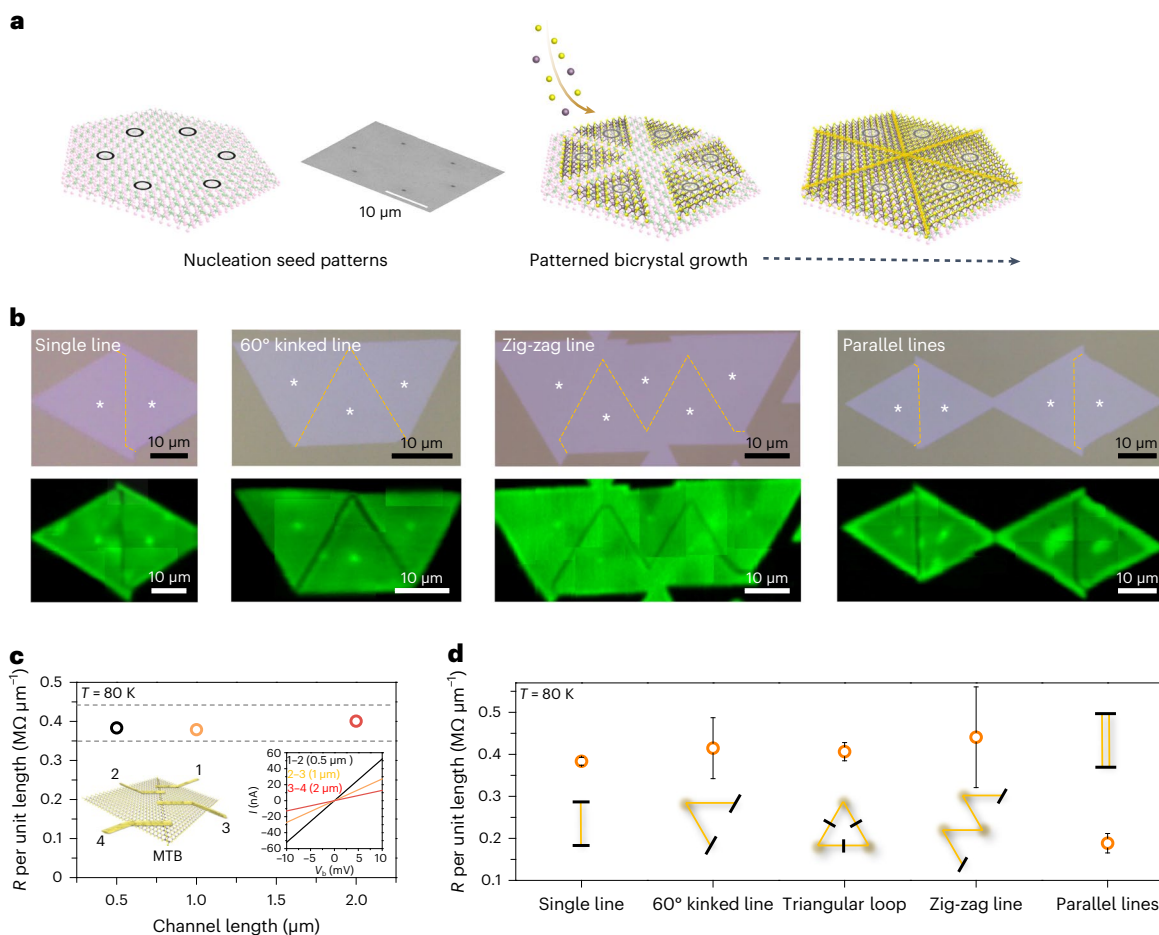 a
10 μm
Nucleation seed patterns
Patterned bicrystal growth
b
Single line
60° kinked line
Zig-zag line
Parallel lines
* *
* * *
* * * * *
* * * *
10 μm
10 μm
10 μm
10 μm
10 μm
10 μm
10 μm
10 μm
c
R per unit length (MΩ μm⁻¹)
0.5
0.4
0.3
0.2
0.1
0
T = 80 K
2
1
3
4
MTB
I (nA)
60
40
20
0
−20
−40
−60
1–2 (0.5 μm)
2–3 (1 μm)
3–4 (2 μm)
−10 −5 0 5 10
Vb (mV)
0.5 1.0 1.5 2.0
Channel length (μm)
d
R per unit length (MΩ μm⁻¹)
0.5
0.4
0.3
0.2
0.1
T = 80 K
Single line
60° kinked line
Triangular loop
Zig-zag line
Parallel lines